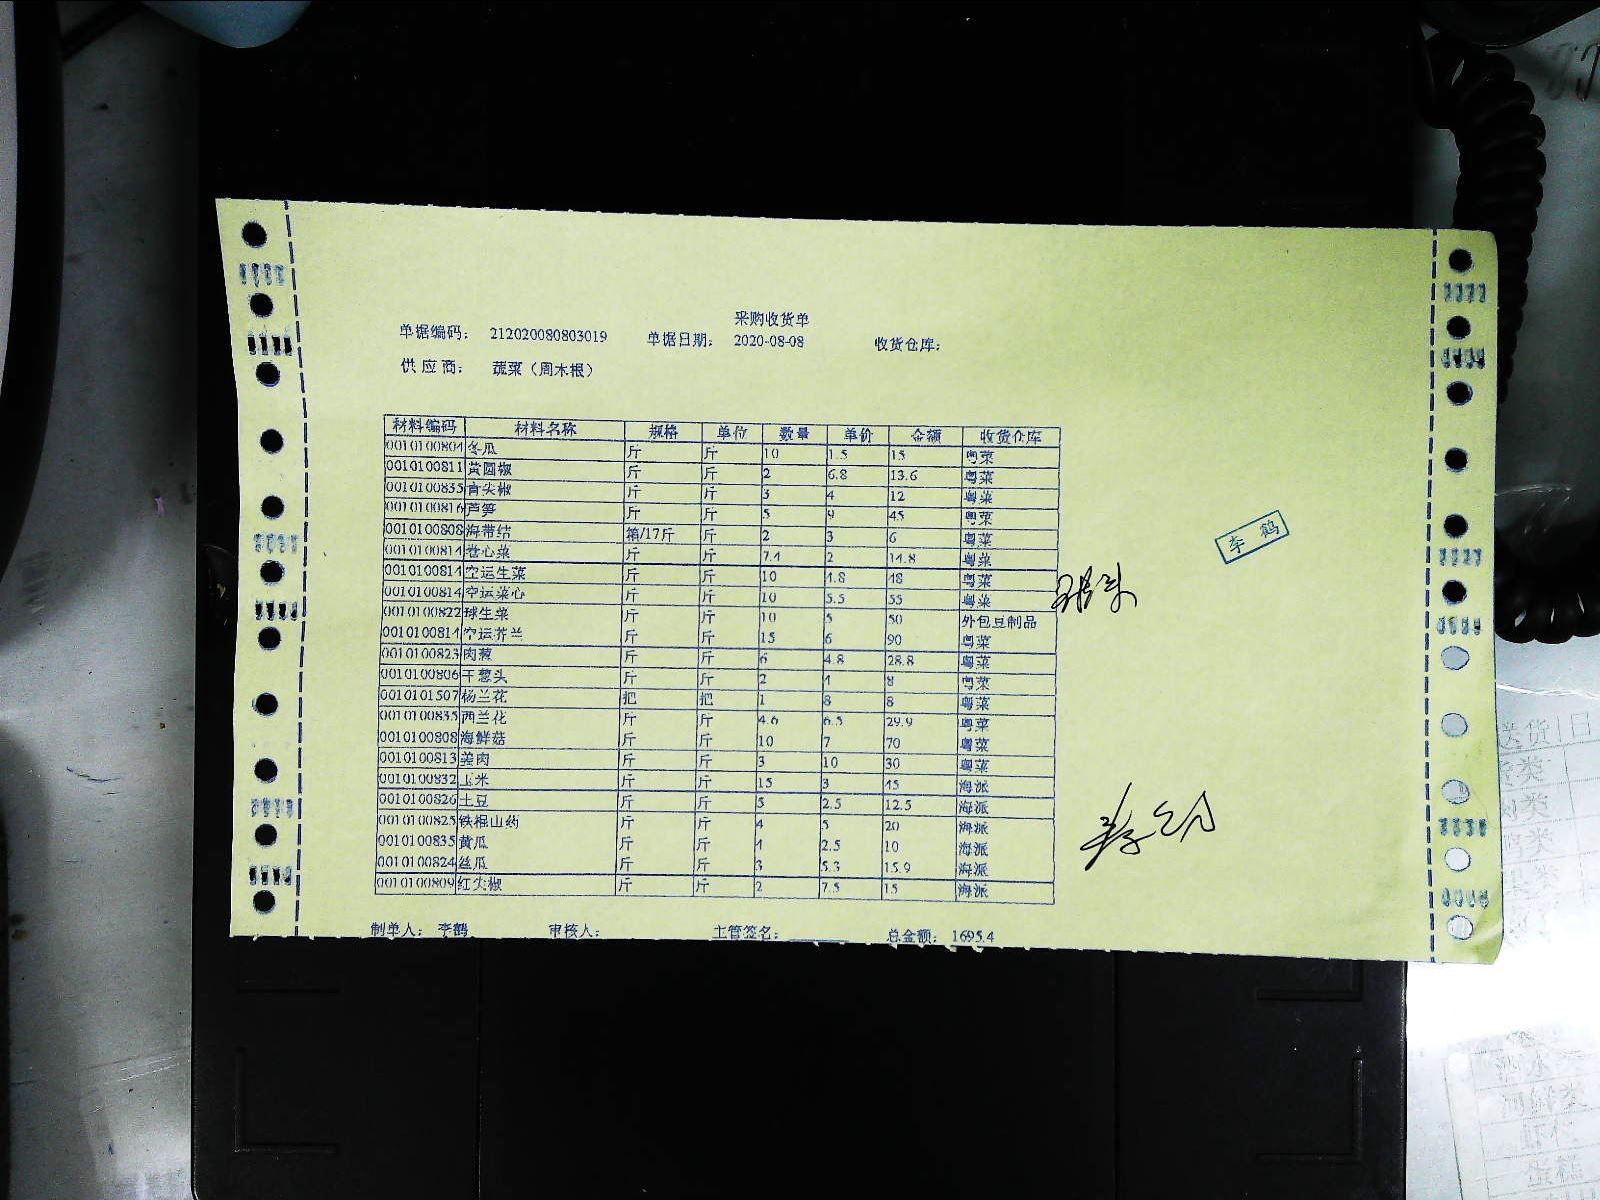 采购收货单
单据编码： 212020080803019 单据日期： 2020-08-08 收货仓库：
供应商： 蔬菜（周木根）
材料编码 材料名称 规格 单位 数量 单价 金额 收货仓库
0010100804 冬瓜 斤 斤 10 1.5 15 粤菜
0010100811 黄圆椒 斤 斤 2 6.8 13.6 粤菜
0010100835 青尖椒 斤 斤 3 4 12 粤菜
0010100816 芦笋 斤 斤 5 9 45 粤菜
0010100808 海带结 箱/17斤 斤 2 3 6 粤菜
0010100814 卷心菜 斤 斤 7.4 2 14.8 粤菜
0010100814 空运生菜 斤 斤 10 4.8 48 粤菜
0010100814 空运菜心 斤 斤 10 5.5 55 粤菜
0010100822 球生菜 斤 斤 10 5 50 外包豆制品
0010100814 空运芥兰 斤 斤 15 6 90 粤菜
0010100823 肉葱 斤 斤 6 4.8 28.8 粤菜
0010100806 干葱头 斤 斤 2 4 8 粤菜
0010101507 杨兰花 把 把 1 8 8 粤菜
0010100835 西兰花 斤 斤 4.6 6.5 29.9 粤菜
0010100808 海鲜菇 斤 斤 10 7 70 粤菜
0010100813 姜肉 斤 斤 3 10 30 粤菜
0010100832 玉米 斤 斤 15 3 45 海派
0010100826 土豆 斤 斤 5 2.5 12.5 海派
0010100825 铁棍山药 斤 斤 4 5 20 海派
0010100835 黄瓜 斤 斤 4 2.5 10 海派
0010100824 丝瓜 斤 斤 3 5.3 15.9 海派
0010100809 红尖椒 斤 斤 2 7.5 15 海派
制单人： 李鹤 审核人： 主管签名： 总金额： 1695.4
李鹤
送货 日